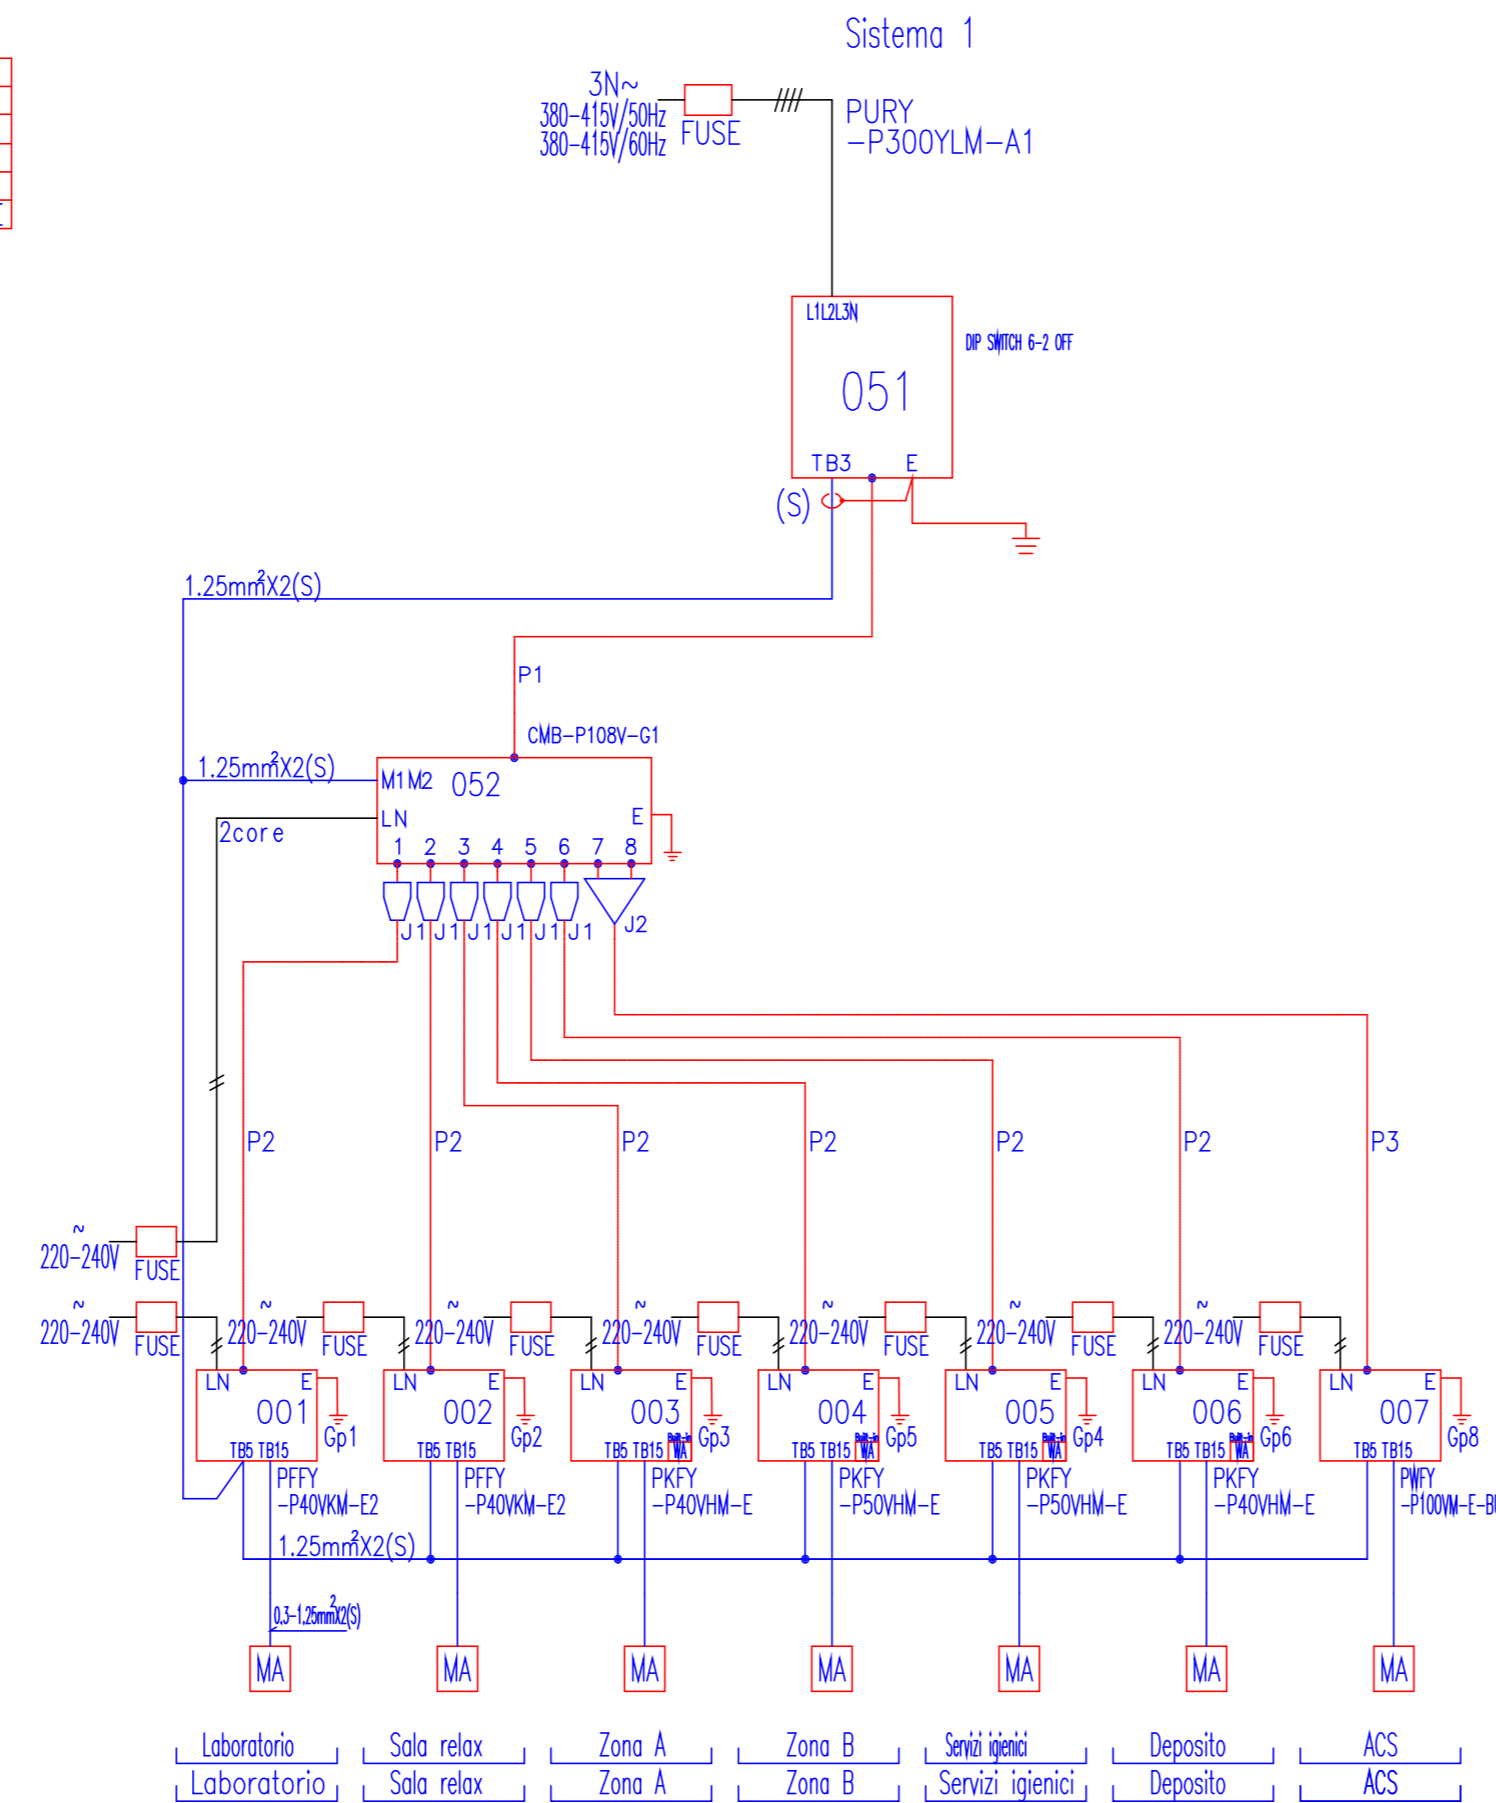 Sistema 1
3N~
380-415V/50Hz
380-415V/60Hz
FUSE
PURY
-P300YLM-A1
L1L2L3N
DIP SWITCH 6-2 OFF
051
TB3 E
(S)
1.25mm²X2(S)
P1
CMB-P108V-G1
1.25mm²X2(S)
M1M2 052
LN E
2core
1 2 3 4 5 6 7 8
J1 J1 J1 J1 J1 J1 J2
P2 P2 P2 P2 P2 P2 P3
~
220-240V FUSE
~ ~ ~ ~ ~ ~ ~
220-240V FUSE 220-240V FUSE 220-240V FUSE 220-240V FUSE 220-240V FUSE 220-240V FUSE 220-240V FUSE
LN E LN E LN E LN E LN E LN E LN E
001 002 003 004 005 006 007
Gp1 Gp2 Gp3 Gp5 Gp4 Gp6 Gp8
TB5 TB15 TB5 TB15 TB5 TB15 WA TB5 TB15 WA TB5 TB15 WA TB5 TB15 WA TB5 TB15
PFFY PFFY PKFY PKFY PKFY PKFY PWFY
-P40VKM-E2 -P40VKM-E2 -P40VHM-E -P50VHM-E -P50VHM-E -P40VHM-E -P100VM-E-B
1.25mm²X2(S)
0.3-1.25mm²X2(S)
MA MA MA MA MA MA MA
Laboratorio Sala relax Zona A Zona B Servizi igienici Deposito ACS
Laboratorio Sala relax Zona A Zona B Servizi igienici Deposito ACS